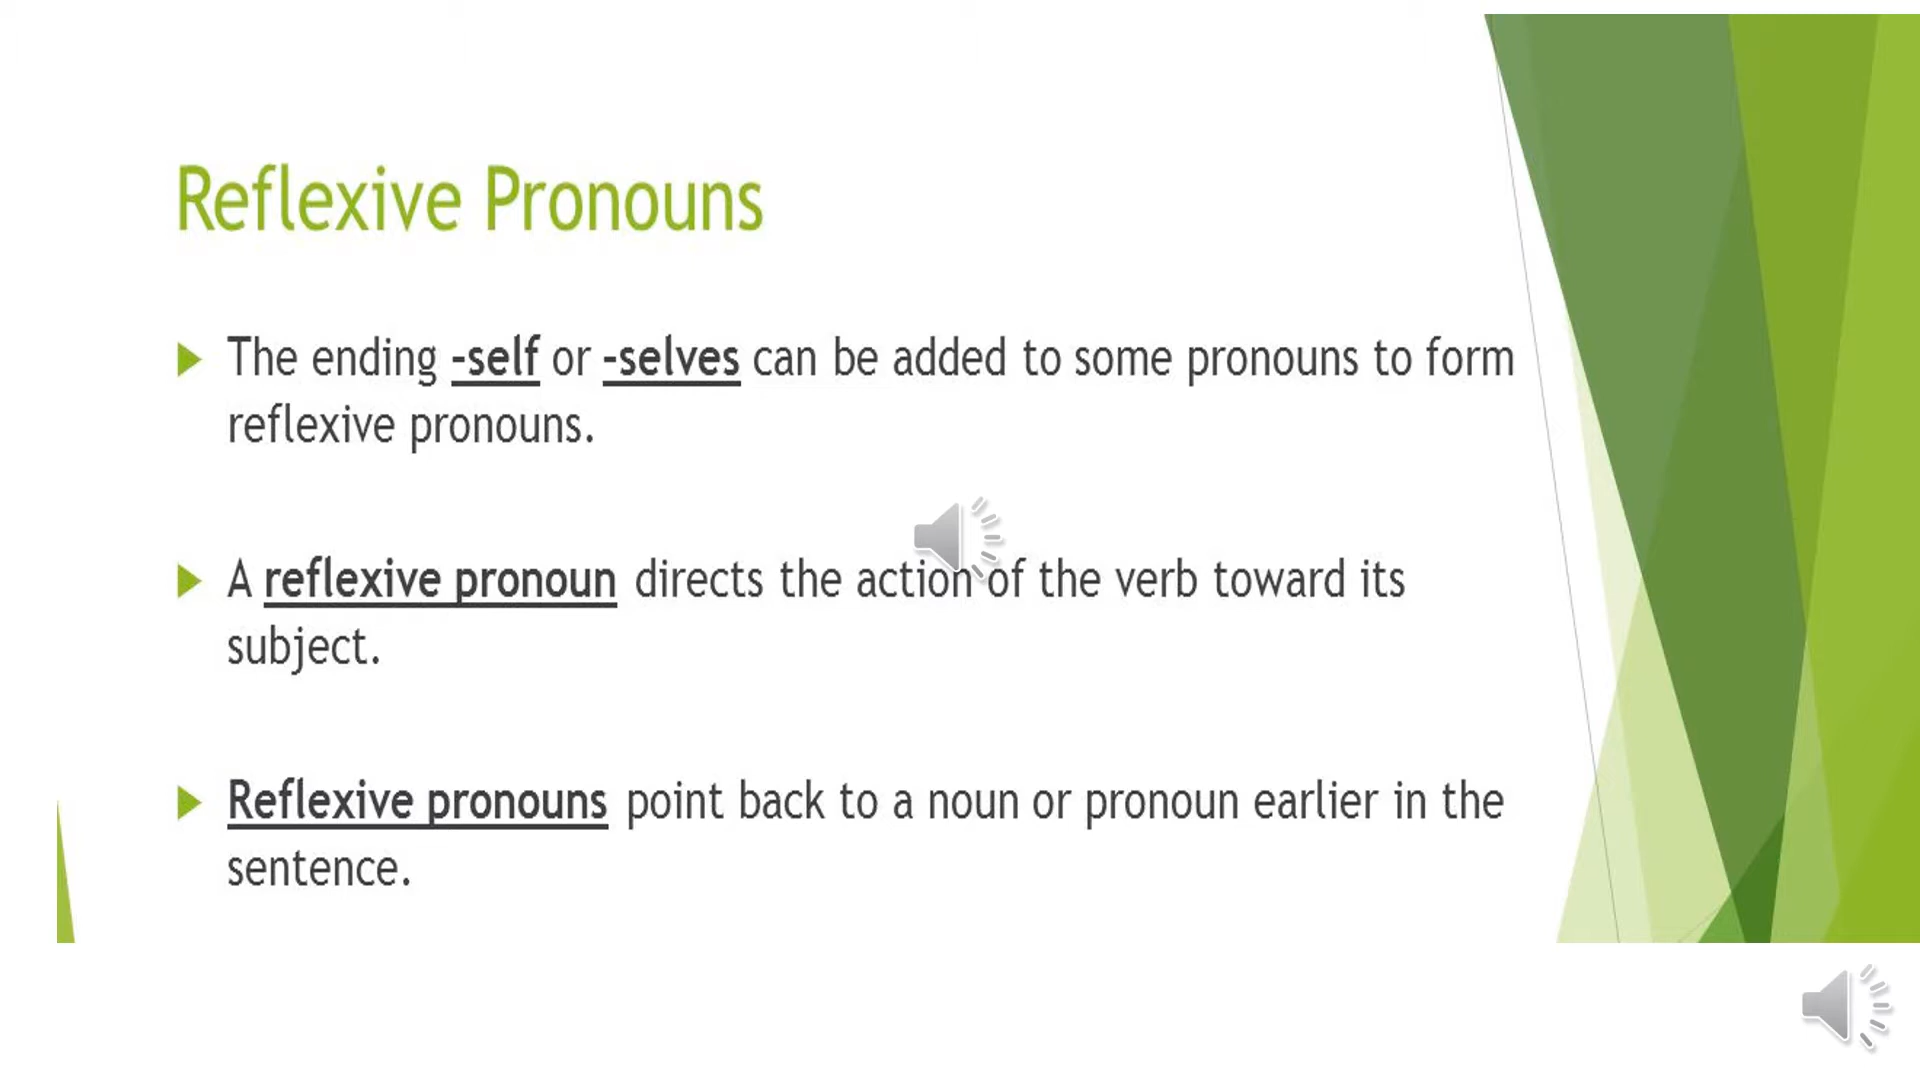 Reflexive Pronouns
The ending -self or -selves can be added to some pronouns to form
reflexive pronouns.
A reflexive pronoun directs the action of the verb toward its
subject.
Reflexive pronouns point back to a noun or pronoun earlier in the
sentence.